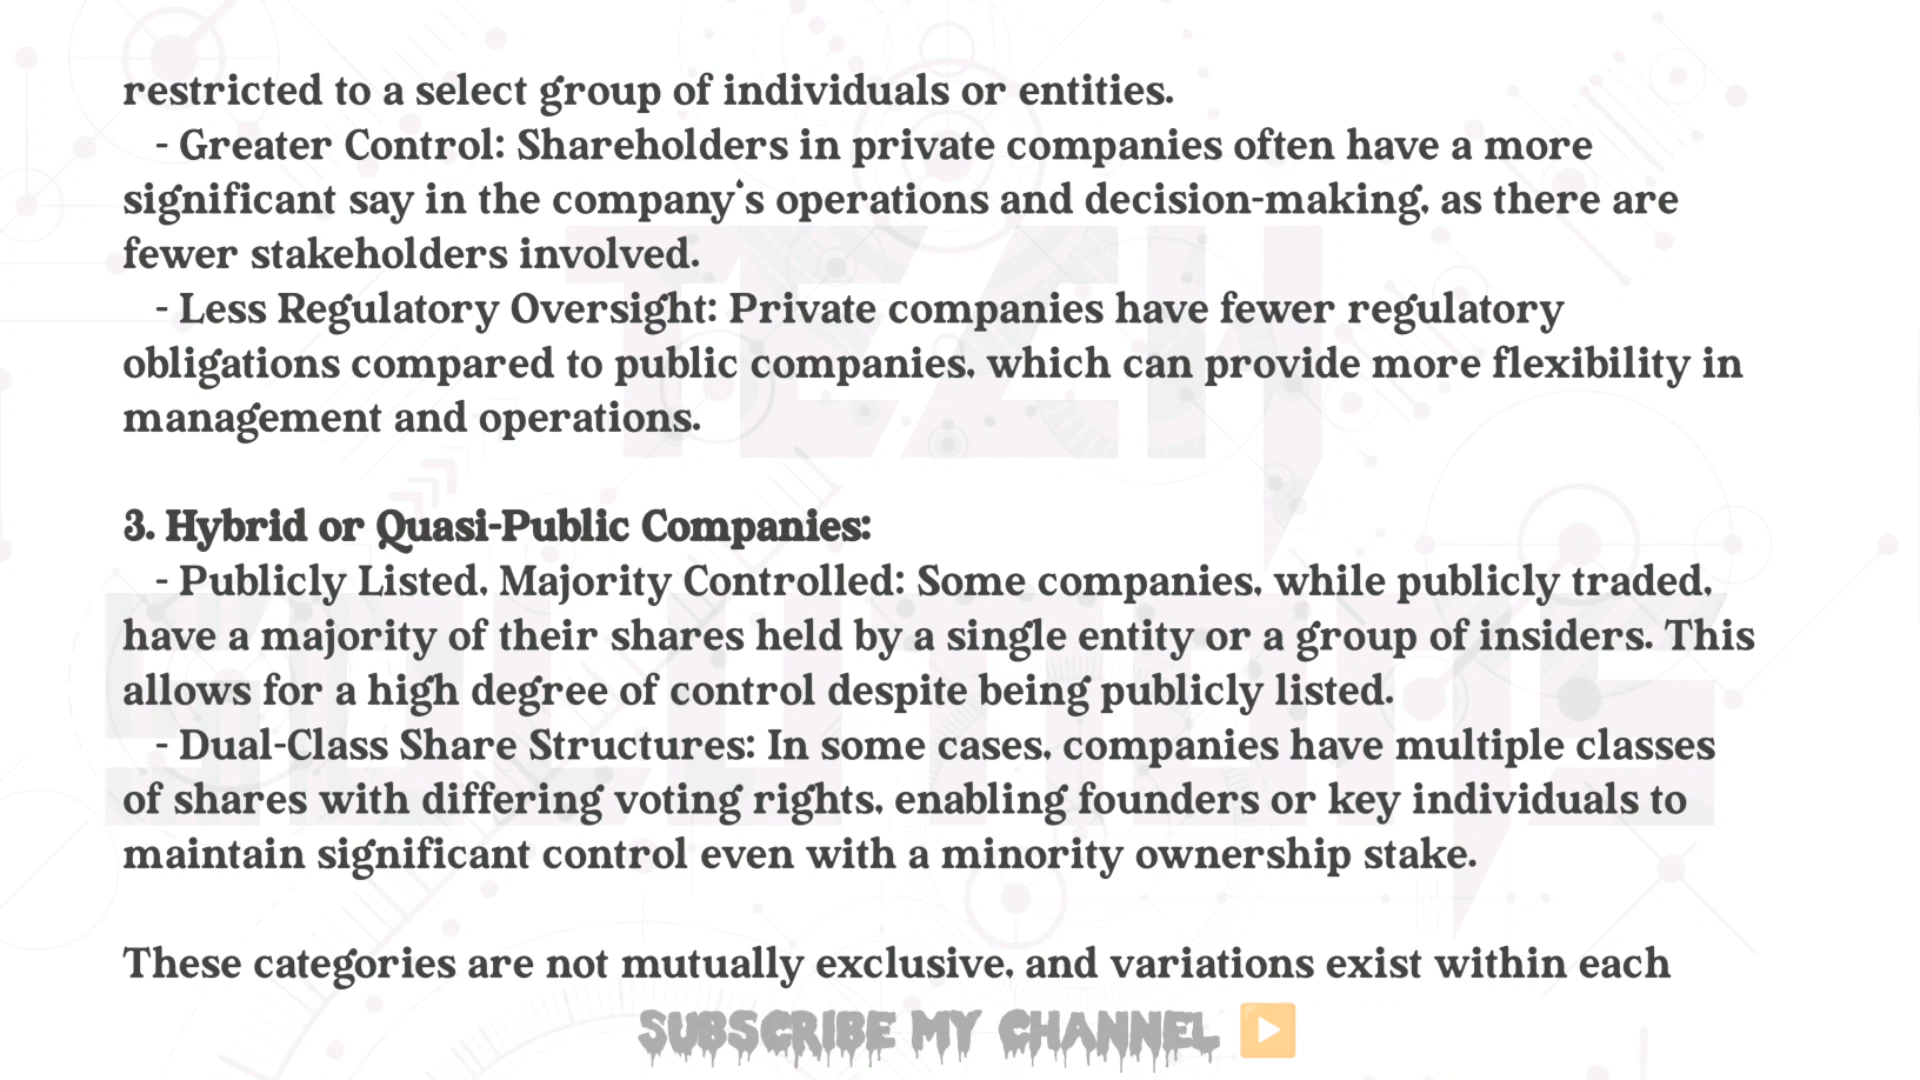 restricted to a select group of individuals or entities.
- Greater Control: Shareholders in private companies often have a more
significant say in the company's operations and decision-making, as there are
fewer stakeholders involved.
- Less Regulatory Oversight: Private companies have fewer regulatory
obligations compared to public companies, which can provide more flexibility in
management and operations.
3. Hybrid or Quasi-Public Companies:
- Publicly Listed, Majority Controlled: Some companies, while publicly traded,
have a majority of their shares held by a single entity or a group of insiders. This
allows for a high degree of control despite being publicly listed.
- Dual-Class Share Structures: In some cases, companies have multiple classes
of shares with differing voting rights, enabling founders or key individuals to
maintain significant control even with a minority ownership stake.
These categories are not mutually exclusive, and variations exist within each
SUBSCRIBE MY CHANNEL